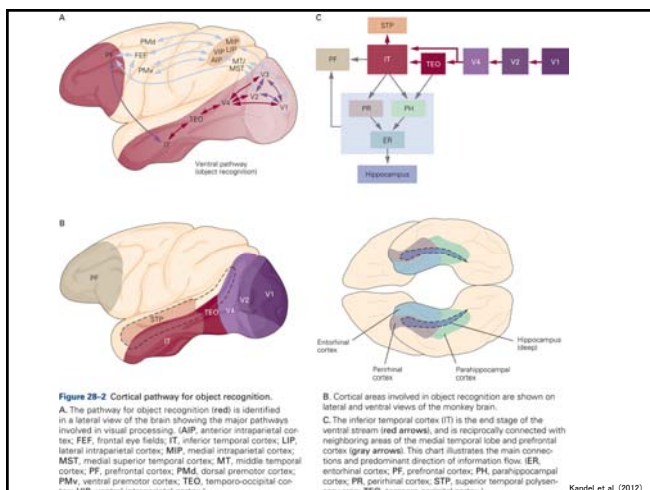 A
PMd
MIP
VIP
LIP
AIP
PF
FEF
PMv
MT/
MST
V3
V2
V4
V1
TEO
IT
Ventral pathway
(object recognition)
C
STP
PF
IT
TEO
V4
V2
V1
PR
PH
ER
Hippocampus
B
PF
STP
IT
TEO
V4
V2
V1
Entorhinal
cortex
Perirhinal
cortex
Parahippocampal
cortex
Hippocampus
(deep)
Figure 28-2 Cortical pathway for object recognition.
A. The pathway for object recognition (red) is identified
in a lateral view of the brain showing the major pathways
involved in visual processing. (AIP, anterior intraparietal cor-
tex; FEF, frontal eye fields; IT, inferior temporal cortex; LIP,
lateral intraparietal cortex; MIP, medial intraparietal cortex;
MST, medial superior temporal cortex; MT, middle temporal
cortex; PF, prefrontal cortex; PMd, dorsal premotor cortex;
PMv, ventral premotor cortex; TEO, temporo-occipital cor-
B. Cortical areas involved in object recognition are shown on
lateral and ventral views of the monkey brain.
C. The inferior temporal cortex (IT) is the end stage of the
ventral stream (red arrows), and is reciprocally connected with
neighboring areas of the medial temporal lobe and prefrontal
cortex (gray arrows). This chart illustrates the main connec-
tions and predominant direction of information flow. (ER,
entorhinal cortex; PF, prefrontal cortex; PH, parahippocampal
cortex; PR, perirhinal cortex; STP, superior temporal polysen-
Kandel et al. (2012)